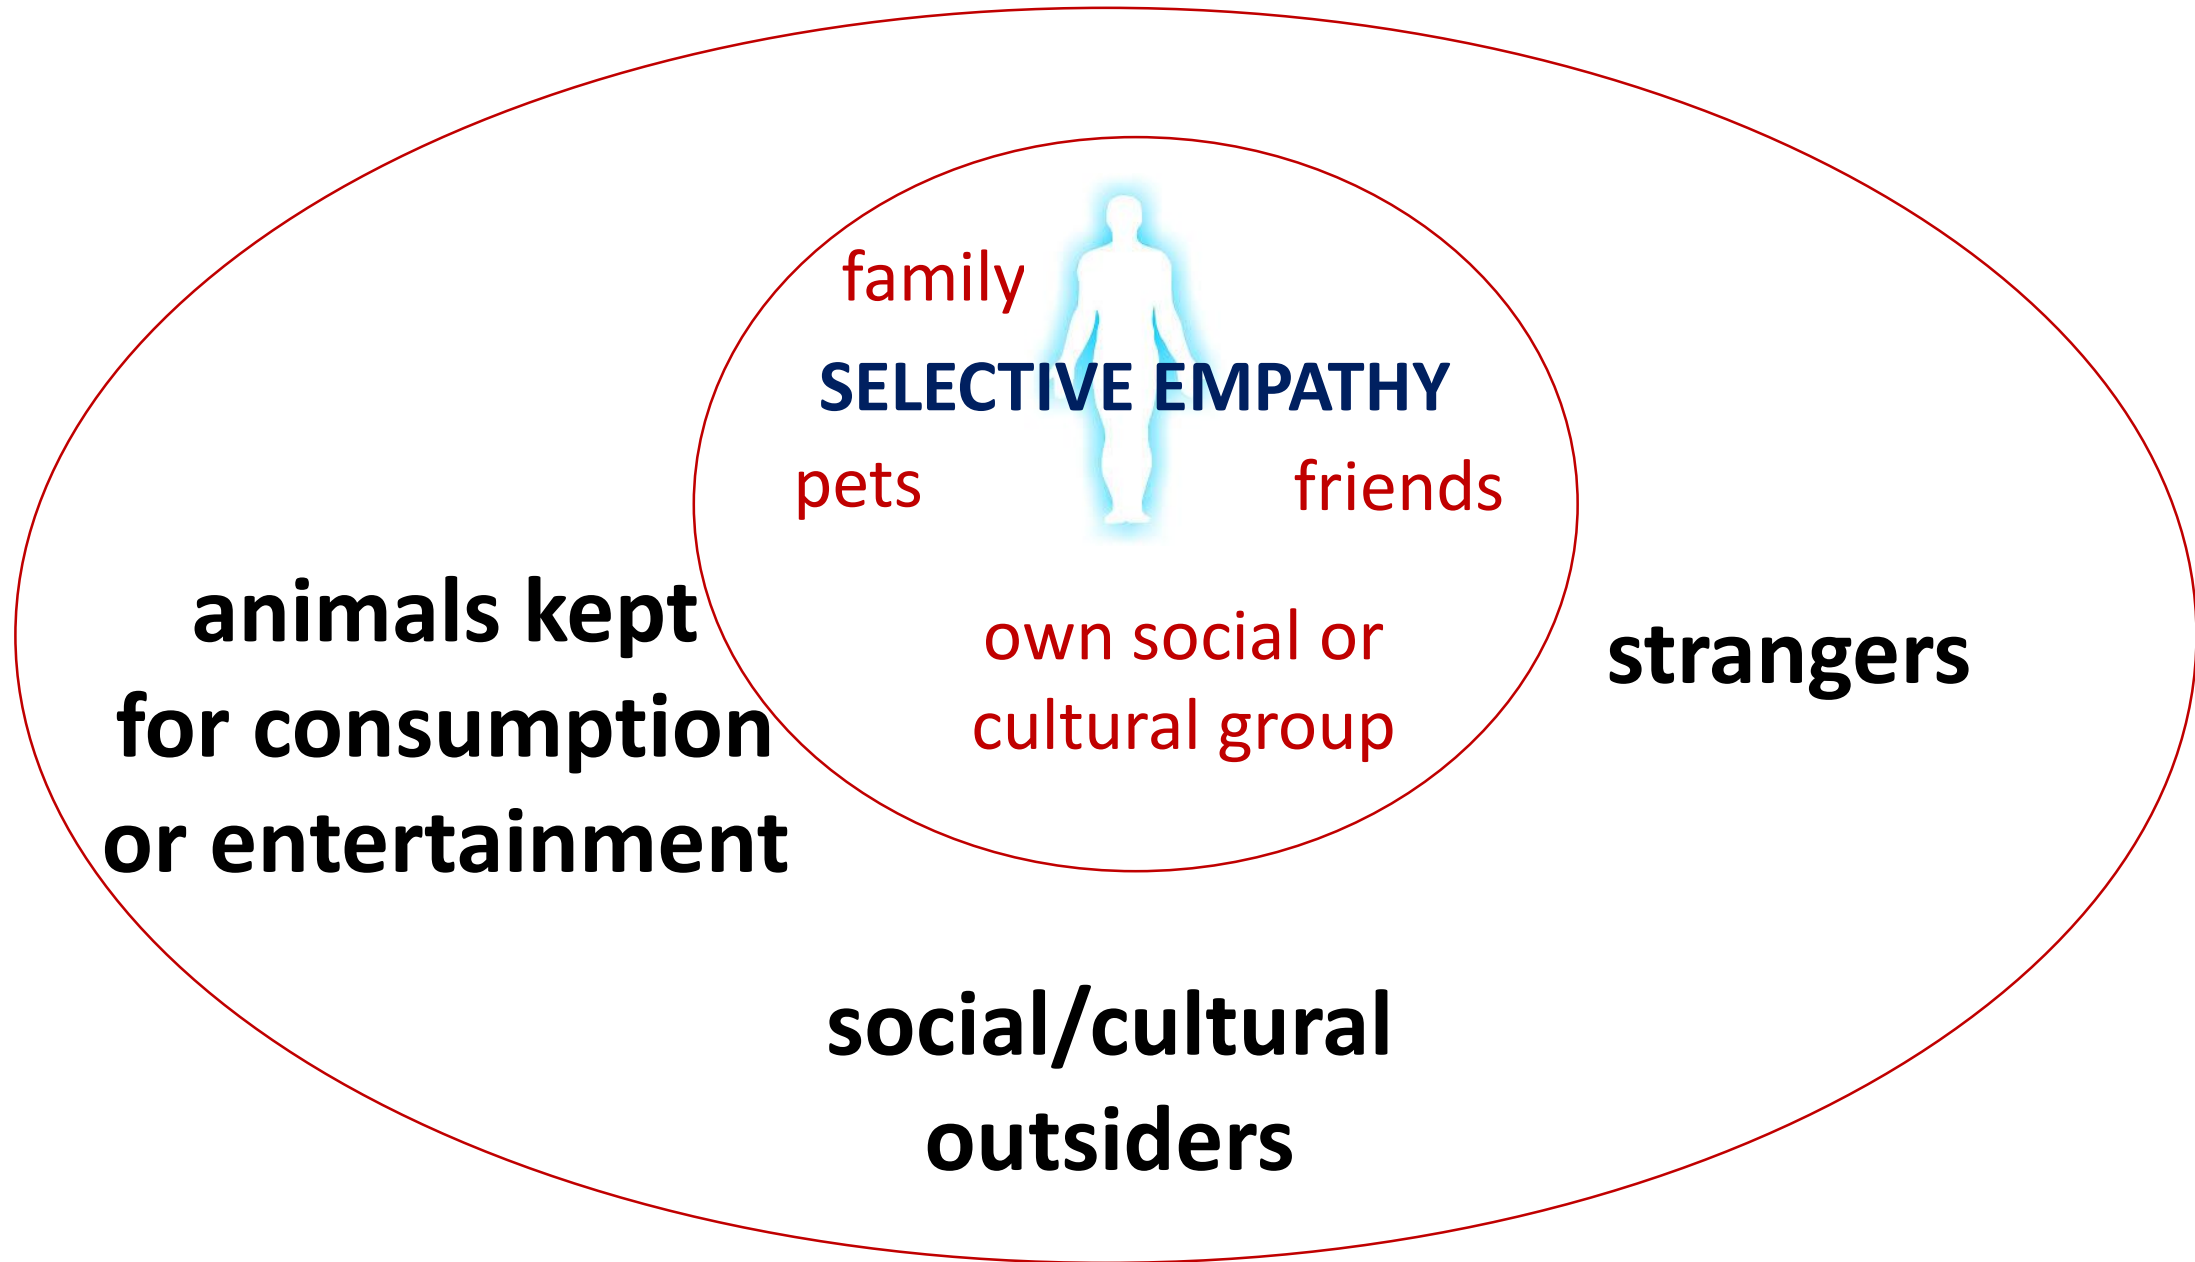 family
SELECTIVE EMPATHY
pets
friends
own social or
cultural group
animals kept
for consumption
or entertainment
strangers
social/cultural
outsiders